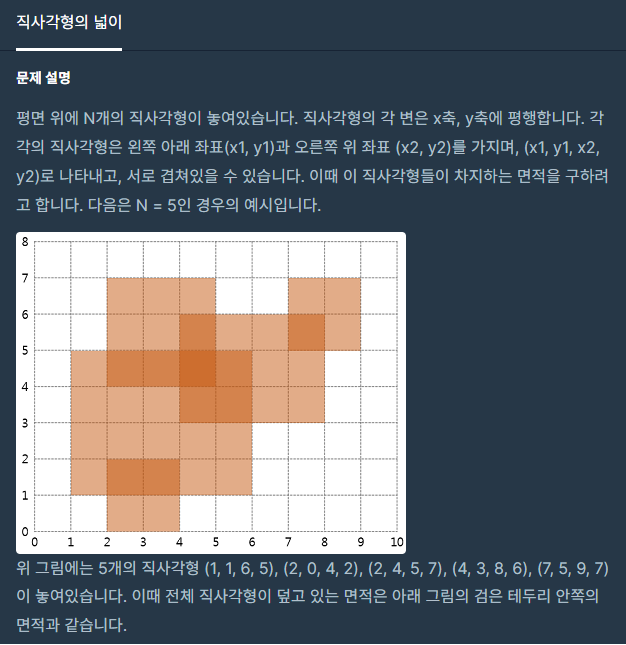 직사각형의 넓이
문제 설명
평면 위에 N개의 직사각형이 놓여있습니다. 직사각형의 각 변은 x축, y축에 평행합니다. 각
각의 직사각형은 왼쪽 아래 좌표(x1, y1)과 오른쪽 위 좌표 (x2, y2)를 가지며, (x1, y1, x2,
y2)로 나타내고, 서로 겹쳐있을 수 있습니다. 이때 이 직사각형들이 차지하는 면적을 구하려
고 합니다. 다음은 N = 5인 경우의 예시입니다.
8
7
6
5
4
3
2
1
0
0 1 2 3 4 5 6 7 8 9 10
위 그림에는 5개의 직사각형 (1, 1, 6, 5), (2, 0, 4, 2), (2, 4, 5, 7), (4, 3, 8, 6), (7, 5, 9, 7)
이 놓여있습니다. 이때 전체 직사각형이 덮고 있는 면적은 아래 그림의 검은 테두리 안쪽의
면적과 같습니다.